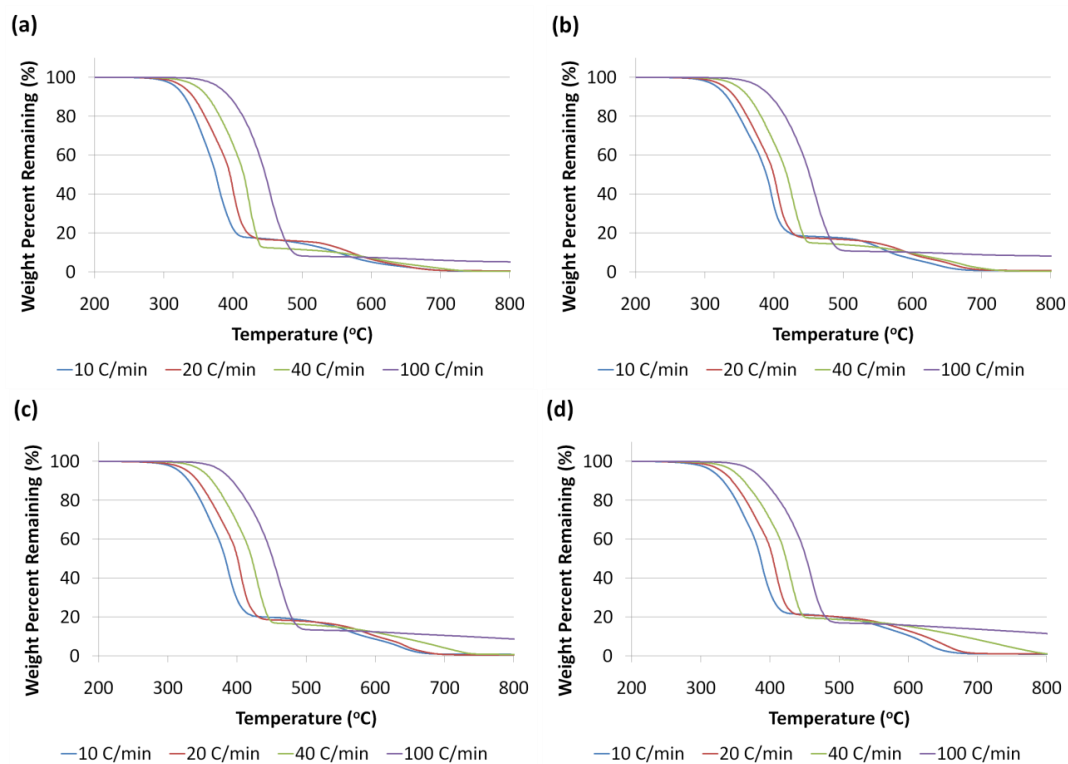 (a)
Weight Percent Remaining (%)
100
80
60
40
20
0
200 300 400 500 600 700 800
Temperature (oC)
10 C/min 20 C/min 40 C/min 100 C/min
(b)
Weight Percent Remaining (%)
100
80
60
40
20
0
200 300 400 500 600 700 800
Temperature (oC)
10 C/min 20 C/min 40 C/min 100 C/min
(c)
Weight Percent Remaining (%)
100
80
60
40
20
0
200 300 400 500 600 700 800
Temperature (oC)
10 C/min 20 C/min 40 C/min 100 C/min
(d)
Weight Percent Remaining (%)
100
80
60
40
20
0
200 300 400 500 600 700 800
Temperature (oC)
10 C/min 20 C/min 40 C/min 100 C/min